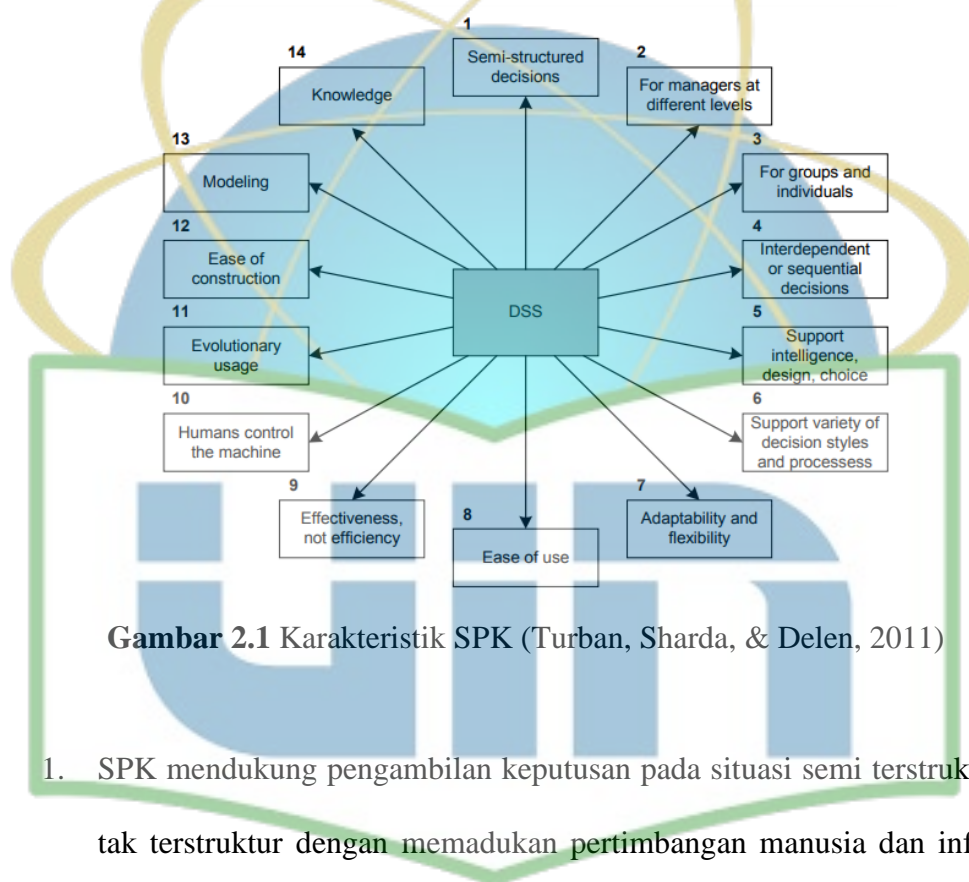 1
Semi-structured
decisions
2
For managers at
different levels
3
For groups and
individuals
4
Interdependent
or sequential
decisions
5
Support
intelligence,
design, choice
6
Support variety of
decision styles
and processess
7
Adaptability and
flexibility
8
Ease of use
9
Effectiveness,
not efficiency
10
Humans control
the machine
11
Evolutionary
usage
12
Ease of
construction
13
Modeling
14
Knowledge
DSS
uin
Gambar 2.1 Karakteristik SPK (Turban, Sharda, & Delen, 2011)
1. SPK mendukung pengambilan keputusan pada situasi semi terstruk
tak terstruktur dengan memadukan pertimbangan manusia dan inf